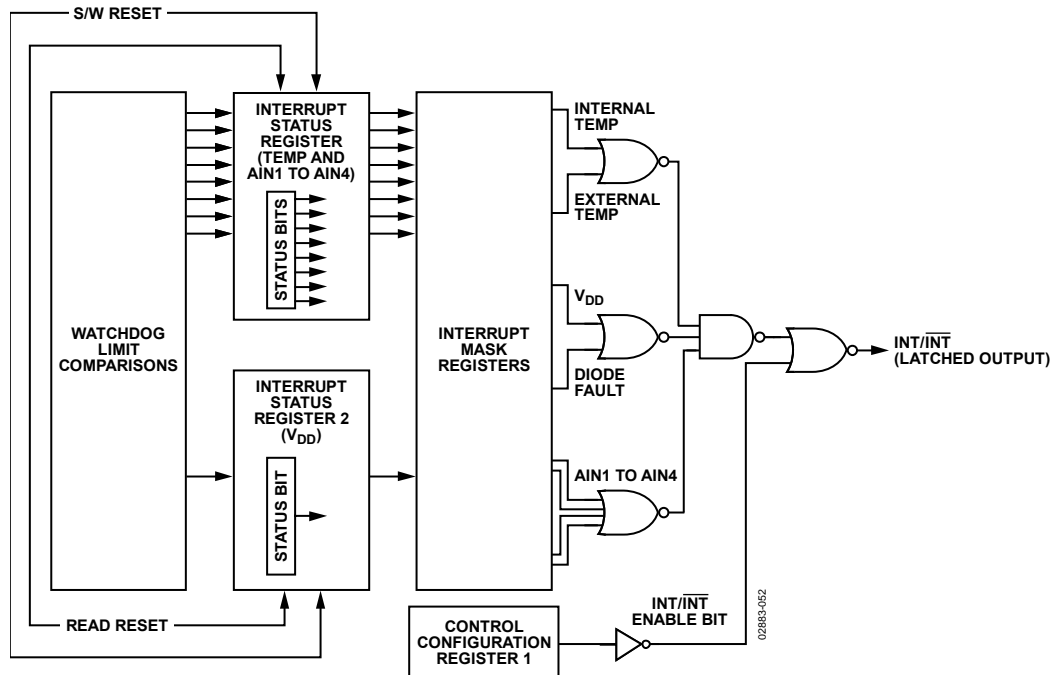 S/W RESET
INTERRUPT
STATUS
REGISTER
(TEMP AND
AIN1 TO AIN4)
STATUS BITS
INTERNAL
TEMP
EXTERNAL
TEMP
WATCHDOG
LIMIT
COMPARISONS
INTERRUPT
MASK
REGISTERS
VDD
DIODE
FAULT
INT/INT
(LATCHED OUTPUT)
INTERRUPT
STATUS
REGISTER 2
(VDD)
STATUS BIT
AIN1 TO AIN4
READ RESET
CONTROL
CONFIGURATION
REGISTER 1
INT/INT
ENABLE BIT
02883-052